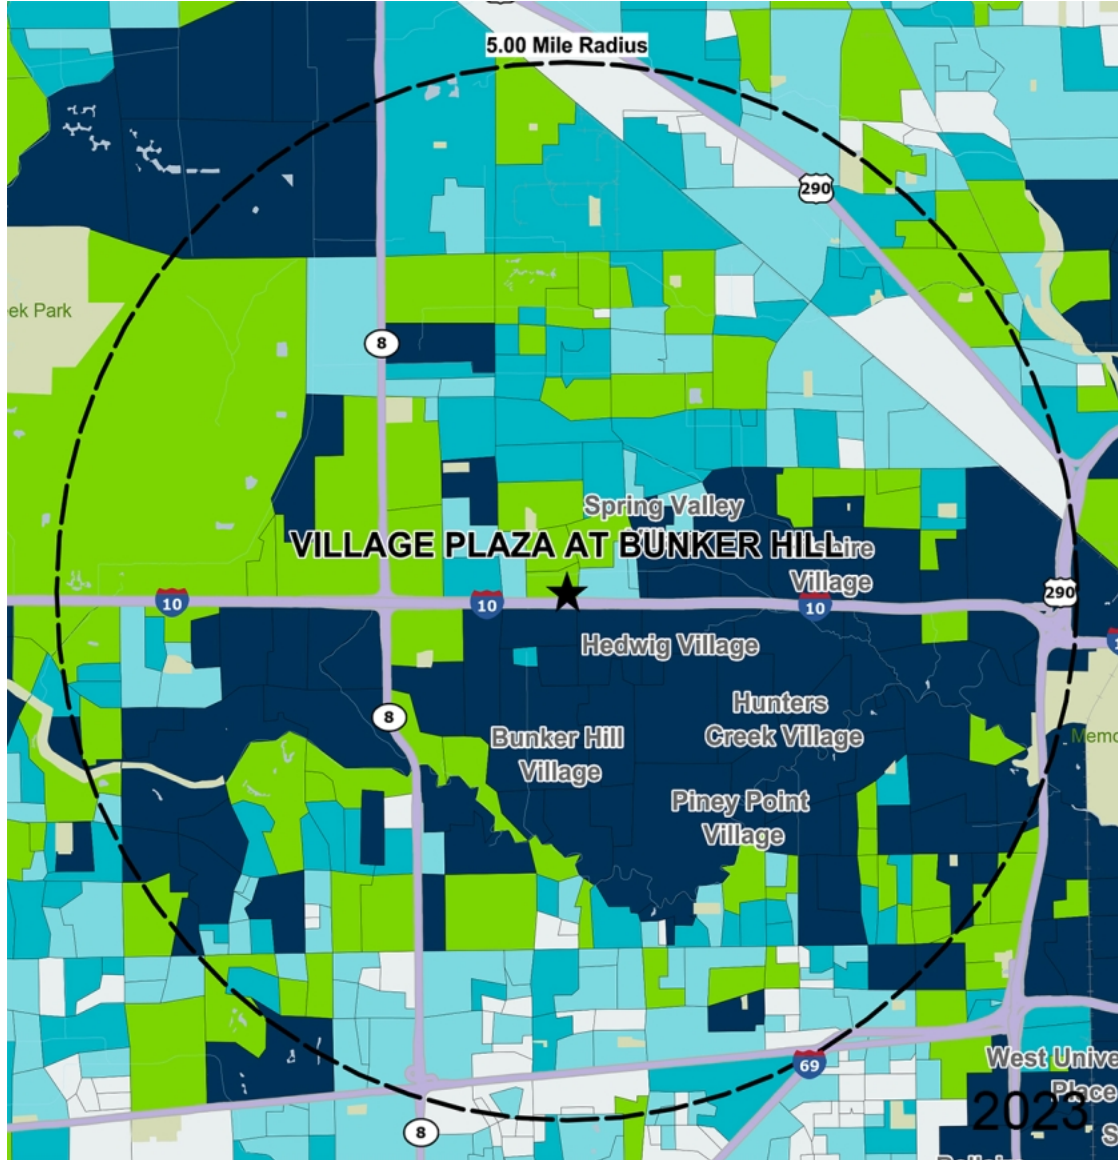 5.00 Mile Radius
290
ek Park
8
Spring Valley
VILLAGE PLAZA AT BUNKER HILL
Village
10
10
10
290
Hedwig Village
8
Hunters
Creek Village
Bunker Hill
Village
Memo
Piney Point
Village
69
West Unive
Place
2023
S
8